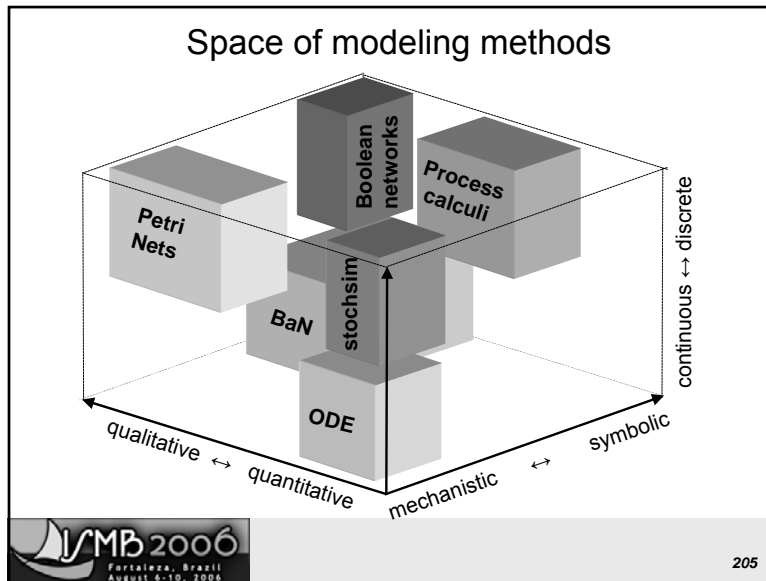 Space of modeling methods
Boolean
networks
Process
calculi
Petri
Nets
stochsim
BaN
ODE
continuous ↔ discrete
qualitative ↔ quantitative
mechanistic ↔ symbolic
ISMB 2006
Fortaleza, Brazil
August 6-10, 2006
205